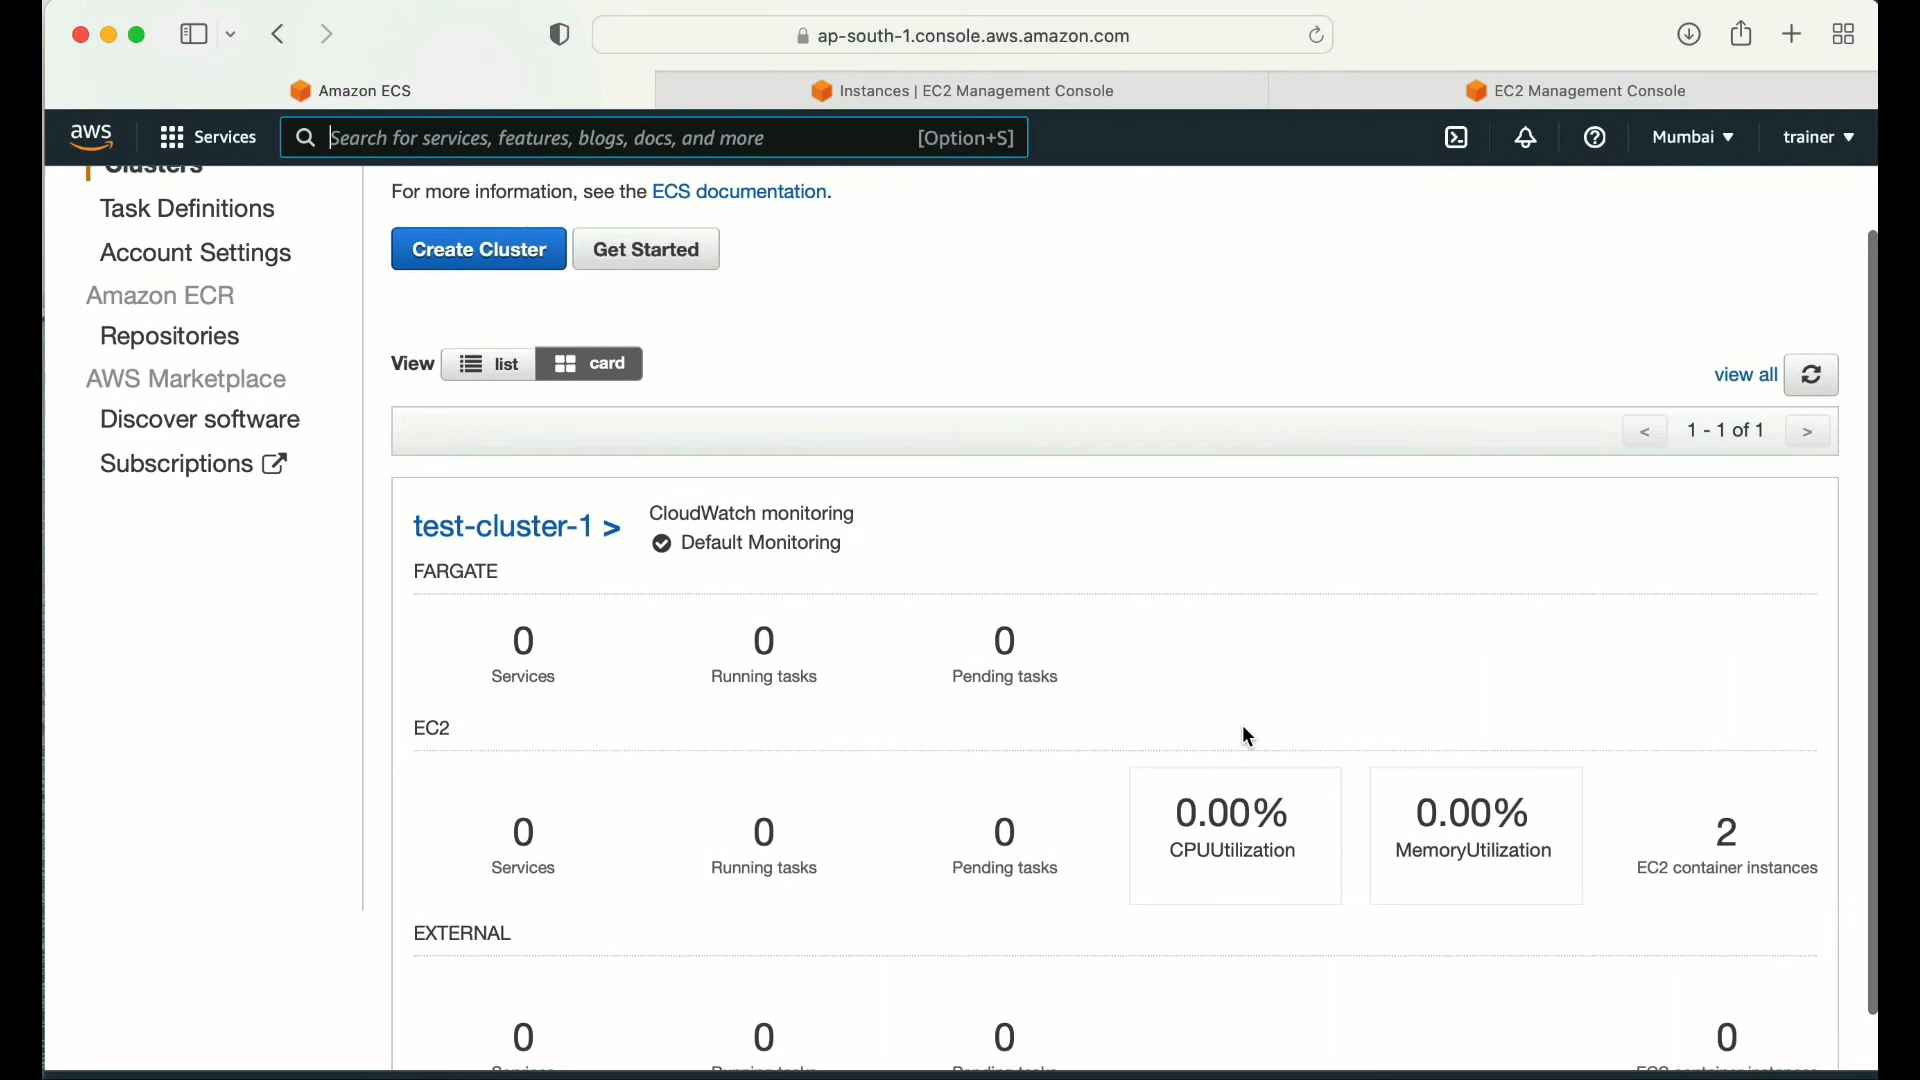 ap-south-1.console.aws.amazon.com
Amazon ECS
Instances | EC2 Management Console
EC2 Management Console
aws
Services
Search for services, features, blogs, docs, and more
[Option+S]
Mumbai
trainer
Clusters
Task Definitions
Account Settings
Amazon ECR
Repositories
AWS Marketplace
Discover software
Subscriptions
For more information, see the ECS documentation.
Create Cluster
Get Started
View
list
card
view all
< 1 - 1 of 1 >
test-cluster-1 >
CloudWatch monitoring
Default Monitoring
FARGATE
0 0 0
Services Running tasks Pending tasks
EC2
0 0 0 0.00% 0.00% 2
Services Running tasks Pending tasks CPUUtilization MemoryUtilization EC2 container instances
EXTERNAL
0 0 0 0